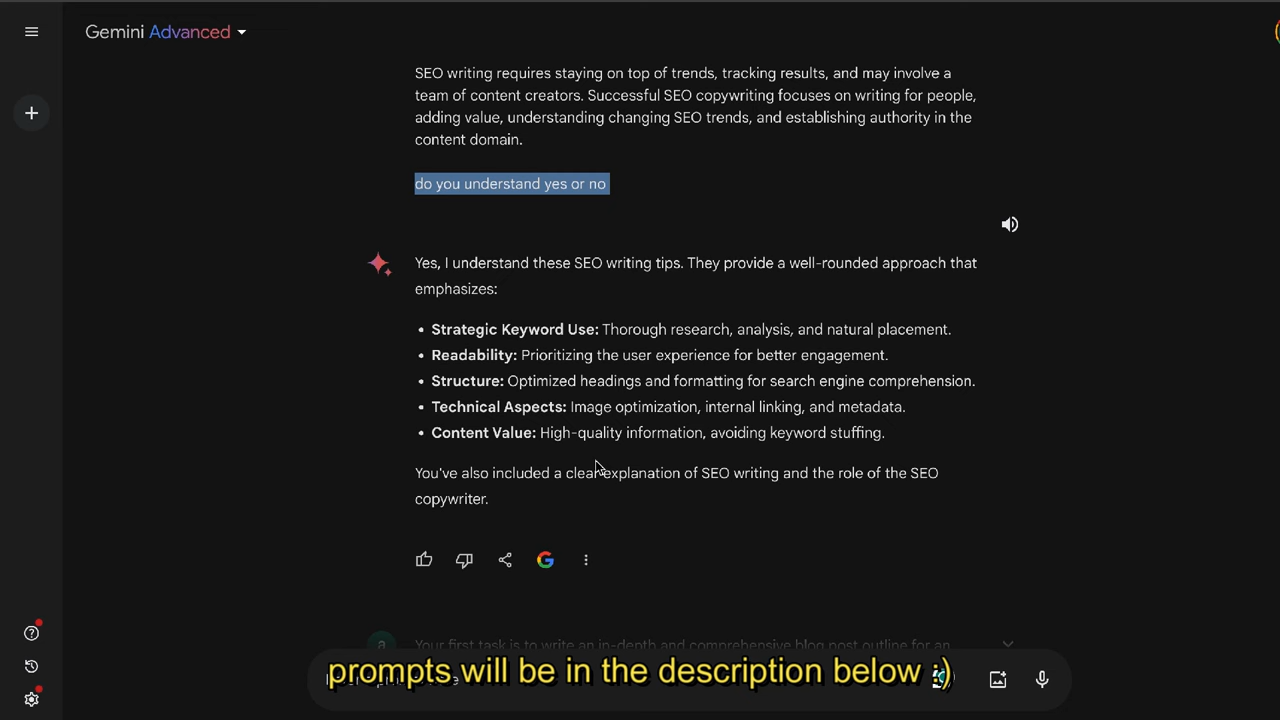 Gemini Advanced
SEO writing requires staying on top of trends, tracking results, and may involve a
team of content creators. Successful SEO copywriting focuses on writing for people,
adding value, understanding changing SEO trends, and establishing authority in the
content domain.
do you understand yes or no
Yes, I understand these SEO writing tips. They provide a well-rounded approach that
emphasizes:
• Strategic Keyword Use: Thorough research, analysis, and natural placement.
• Readability: Prioritizing the user experience for better engagement.
• Structure: Optimized headings and formatting for search engine comprehension.
• Technical Aspects: Image optimization, internal linking, and metadata.
• Content Value: High-quality information, avoiding keyword stuffing.
You've also included a clear explanation of SEO writing and the role of the SEO
copywriter.
a
Your first task is to write an in-depth and comprehensive blog post outline for an
prompts will be in the description below :)